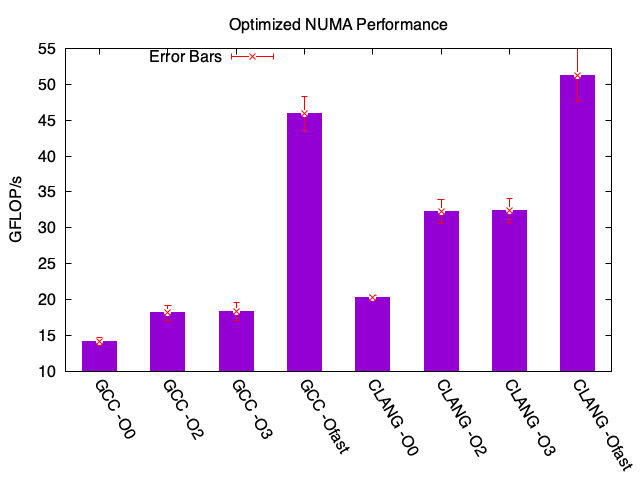 Optimized NUMA Performance
Error Bars
GFLOP/s
55
50
45
40
35
30
25
20
15
10
GCC -O0
GCC -O2
GCC -O3
GCC -Ofast
CLANG -O0
CLANG -O2
CLANG -O3
CLANG -Ofast